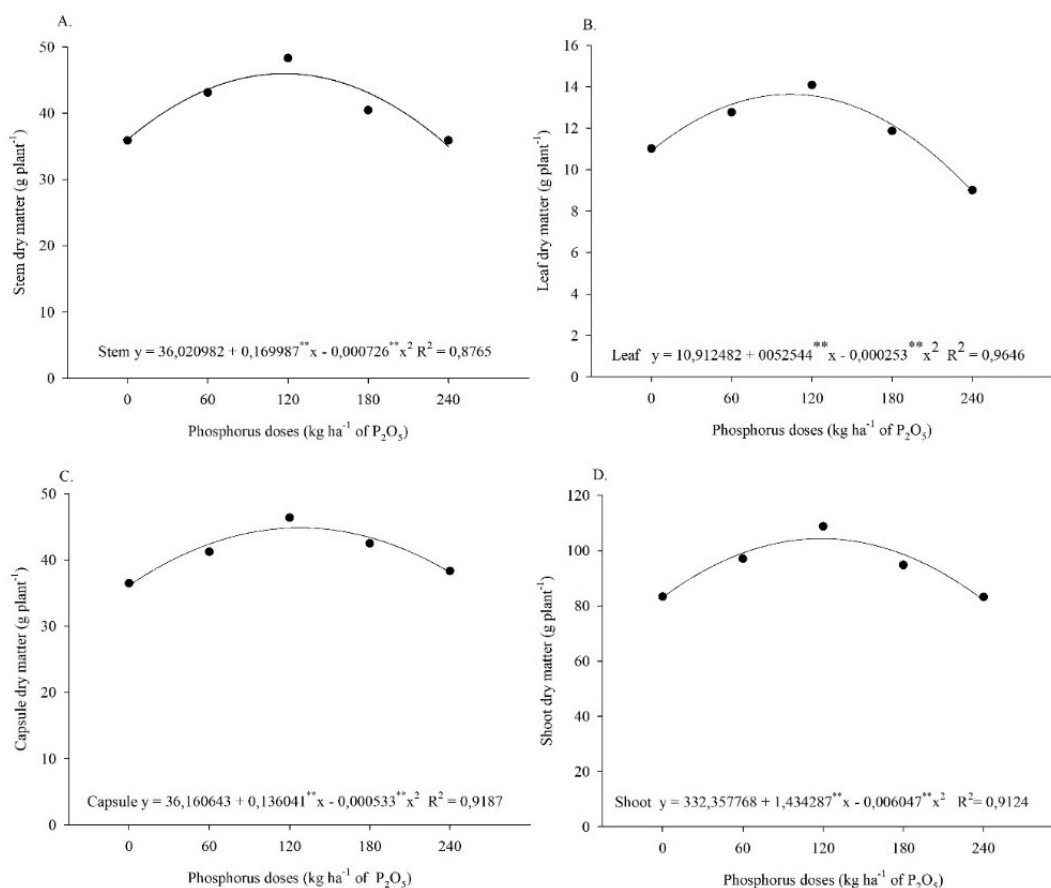 A.
Stem dry matter (g plant⁻¹)
50
40
30
20
10
0
Stem y = 36,020982 + 0,169987**x - 0,000726**x² R² = 0,8765
0 60 120 180 240
Phosphorus doses (kg ha⁻¹ of P₂O₅)
B.
Leaf dry matter (g plant⁻¹)
16
14
12
10
8
6
4
2
0
Leaf y = 10,912482 + 0052544**x - 0,000253**x² R² = 0,9646
0 60 120 180 240
Phosphorus doses (kg ha⁻¹ of P₂O₅)
C.
Capsule dry matter (g plant⁻¹)
50
40
30
20
10
0
Capsule y = 36,160643 + 0,136041**x - 0,000533**x² R² = 0,9187
0 60 120 180 240
Phosphorus doses (kg ha⁻¹ of P₂O₅)
D.
Shoot dry matter (g plant⁻¹)
120
100
80
60
40
20
0
Shoot y = 332,357768 + 1,434287**x - 0,006047**x² R² = 0,9124
0 60 120 180 240
Phosphorus doses (kg ha⁻¹ of P₂O₅)